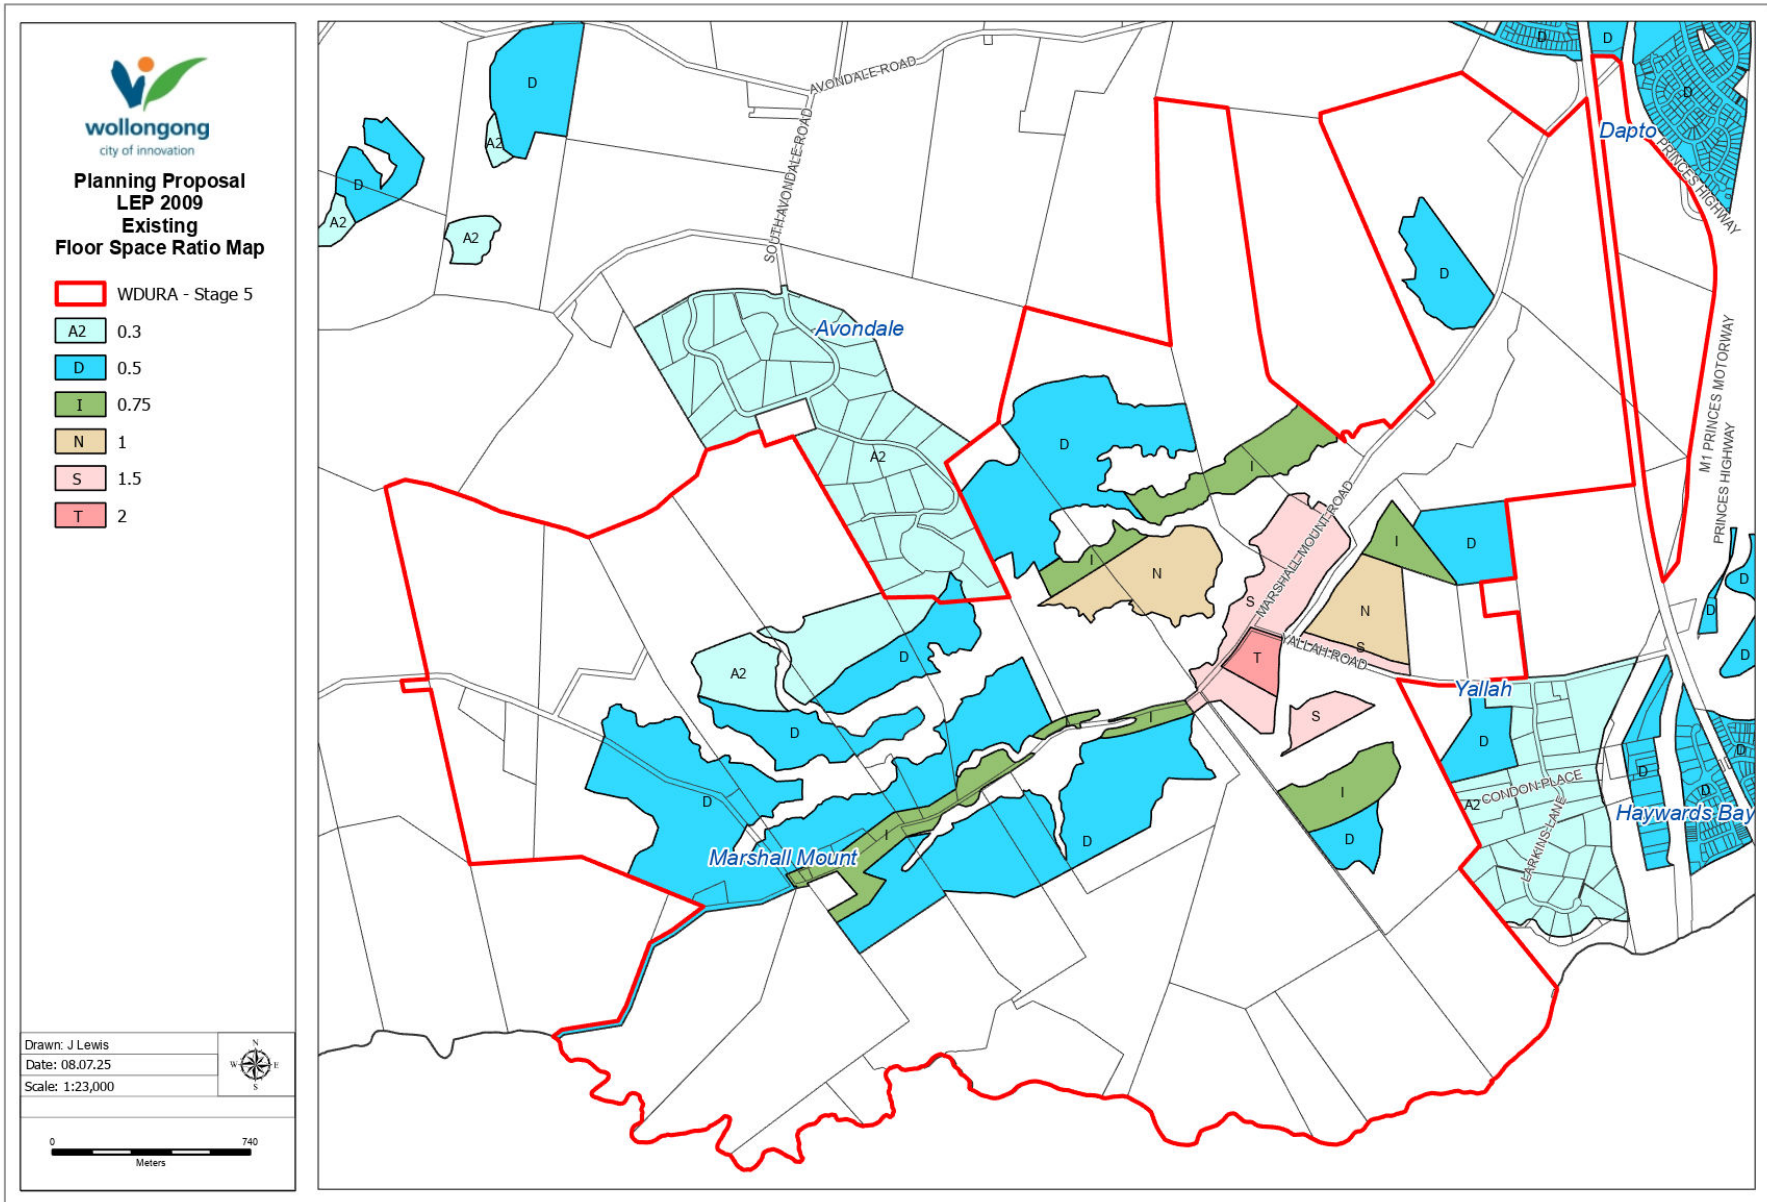 wollongong
city of innovation
Planning Proposal
LEP 2009
Existing
Floor Space Ratio Map
WDURA - Stage 5
A2 0.3
D 0.5
I 0.75
N 1
S 1.5
T 2
Drawn: J Lewis
Date: 08.07.25
Scale: 1:23,000
N
W E
S
0 740
Meters
D
D
D
D
A2
D
A2
A2
AVONDALE ROAD
SOUTH AVONDALE ROAD
Dapto
PRINCES HIGHWAY
D
Avondale
M1 PRINCES MOTORWAY
PRINCES HIGHWAY
D
A2
I
MARSHALL MOUNT ROAD
I
D
I
N
D
S
N
D
S
YALLAH ROAD
T
D
D
A2
Yallah
I
I
S
D
D
D
D
I
D
CONDON PLACE
A2
D
D
LARKINS LANE
Haywards Bay
I
D
D
Marshall Mount